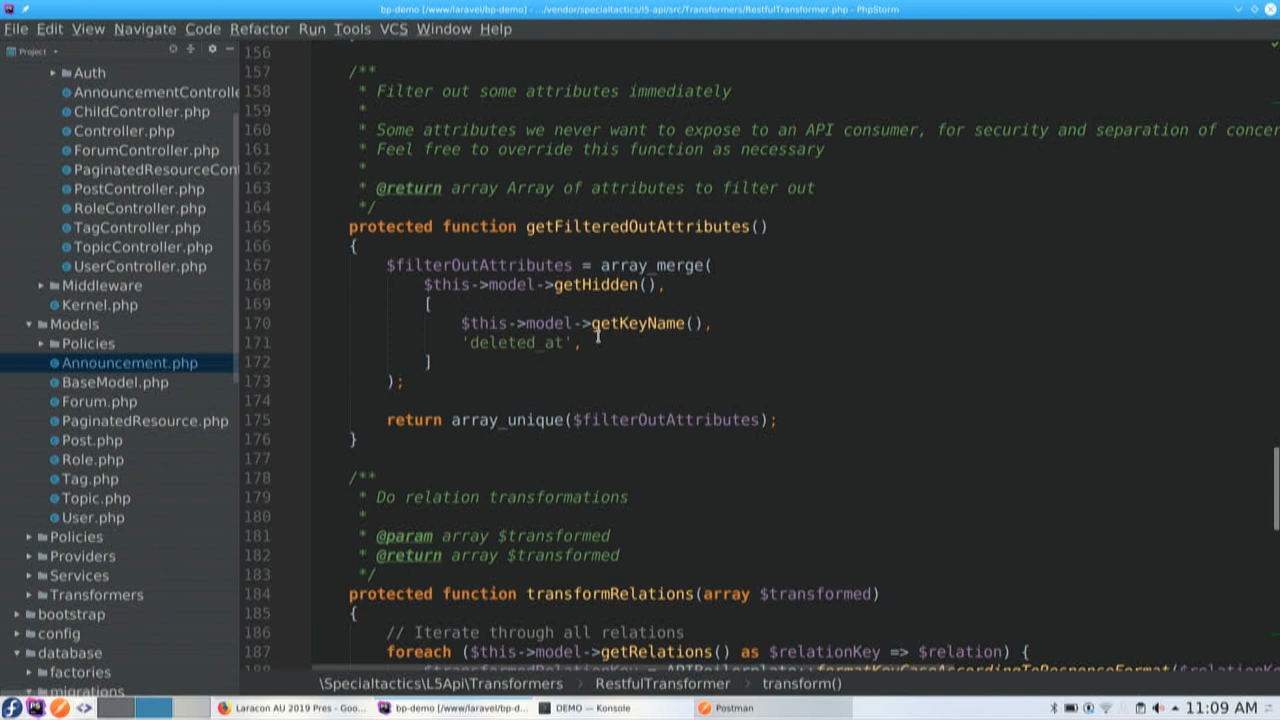 bp-demo [/www/laravel/bp-demo] - .../vendor/specialtactics/l5-api/src/Transformers/RestfulTransformer.php - PhpStorm
File Edit View Navigate Code Refactor Run Tools VCS Window Help
Project
Auth
AnnouncementControlle
ChildController.php
Controller.php
ForumController.php
PaginatedResourceCont
PostController.php
RoleController.php
TagController.php
TopicController.php
UserController.php
Middleware
Kernel.php
Models
Policies
Announcement.php
BaseModel.php
Forum.php
PaginatedResource.php
Post.php
Role.php
Tag.php
Topic.php
User.php
Policies
Providers
Services
Transformers
bootstrap
config
database
factories
migrations
156
157 /**
158 * Filter out some attributes immediately
159 *
160 * Some attributes we never want to expose to an API consumer, for security and separation of concer
161 * Feel free to override this function as necessary
162 *
163 * @return array Array of attributes to filter out
164 */
165 protected function getFilteredOutAttributes()
166 {
167 $filterOutAttributes = array_merge(
168 $this->model->getHidden(),
169 [
170 $this->model->getKeyName(),
171 'deleted_at',
172 ]
173 );
174
175 return array_unique($filterOutAttributes);
176 }
177
178 /**
179 * Do relation transformations
180 *
181 * @param array $transformed
182 * @return array $transformed
183 */
184 protected function transformRelations(array $transformed)
185 {
186 // Iterate through all relations
187 foreach ($this->model->getRelations() as $relationKey => $relation) {
188 $transformedRelationKey = APIBoilerplate::formatKeyCaseAccordingToResponseFormat($relationKe
\Specialtactics\L5Api\Transformers RestfulTransformer transform()
Laracon AU 2019 Pres - Goo... bp-demo [/www/laravel/bp-d... DEMO — Konsole Postman 11:09 AM